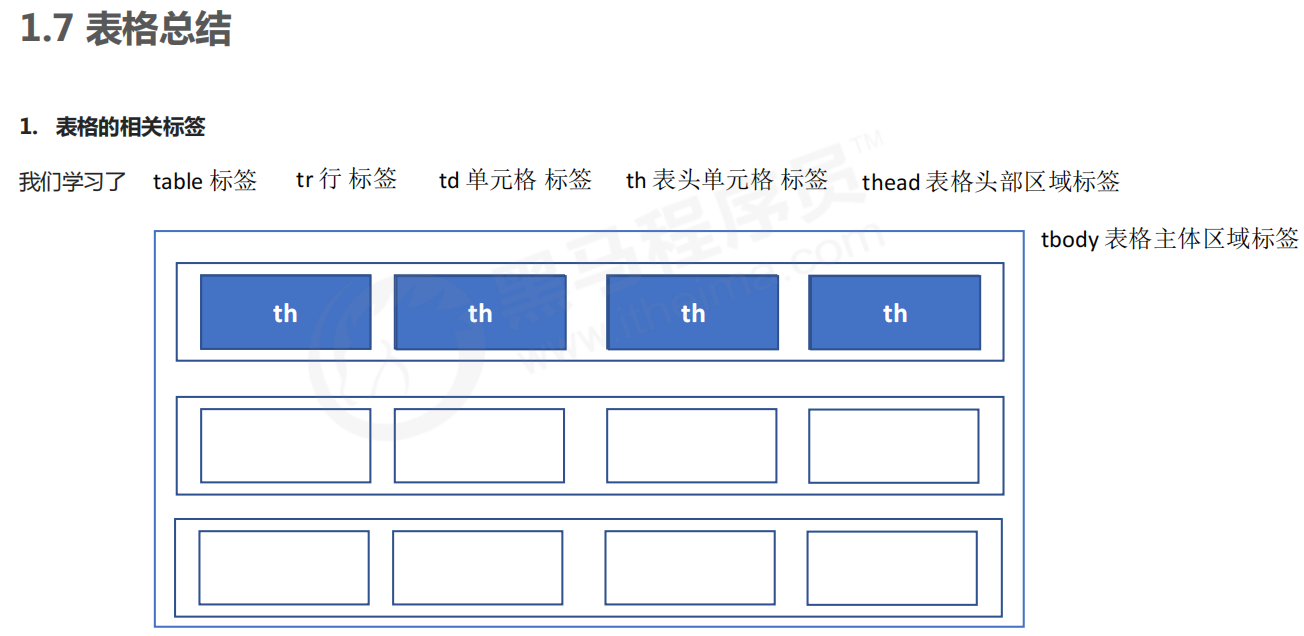 1.7 表格总结
1. 表格的相关标签
我们学习了 table 标签 tr 行 标签 td 单元格 标签 th 表头单元格 标签 thead 表格头部区域标签
tbody 表格主体区域标签
th th th th
黑马程序员™
www.itheima.com